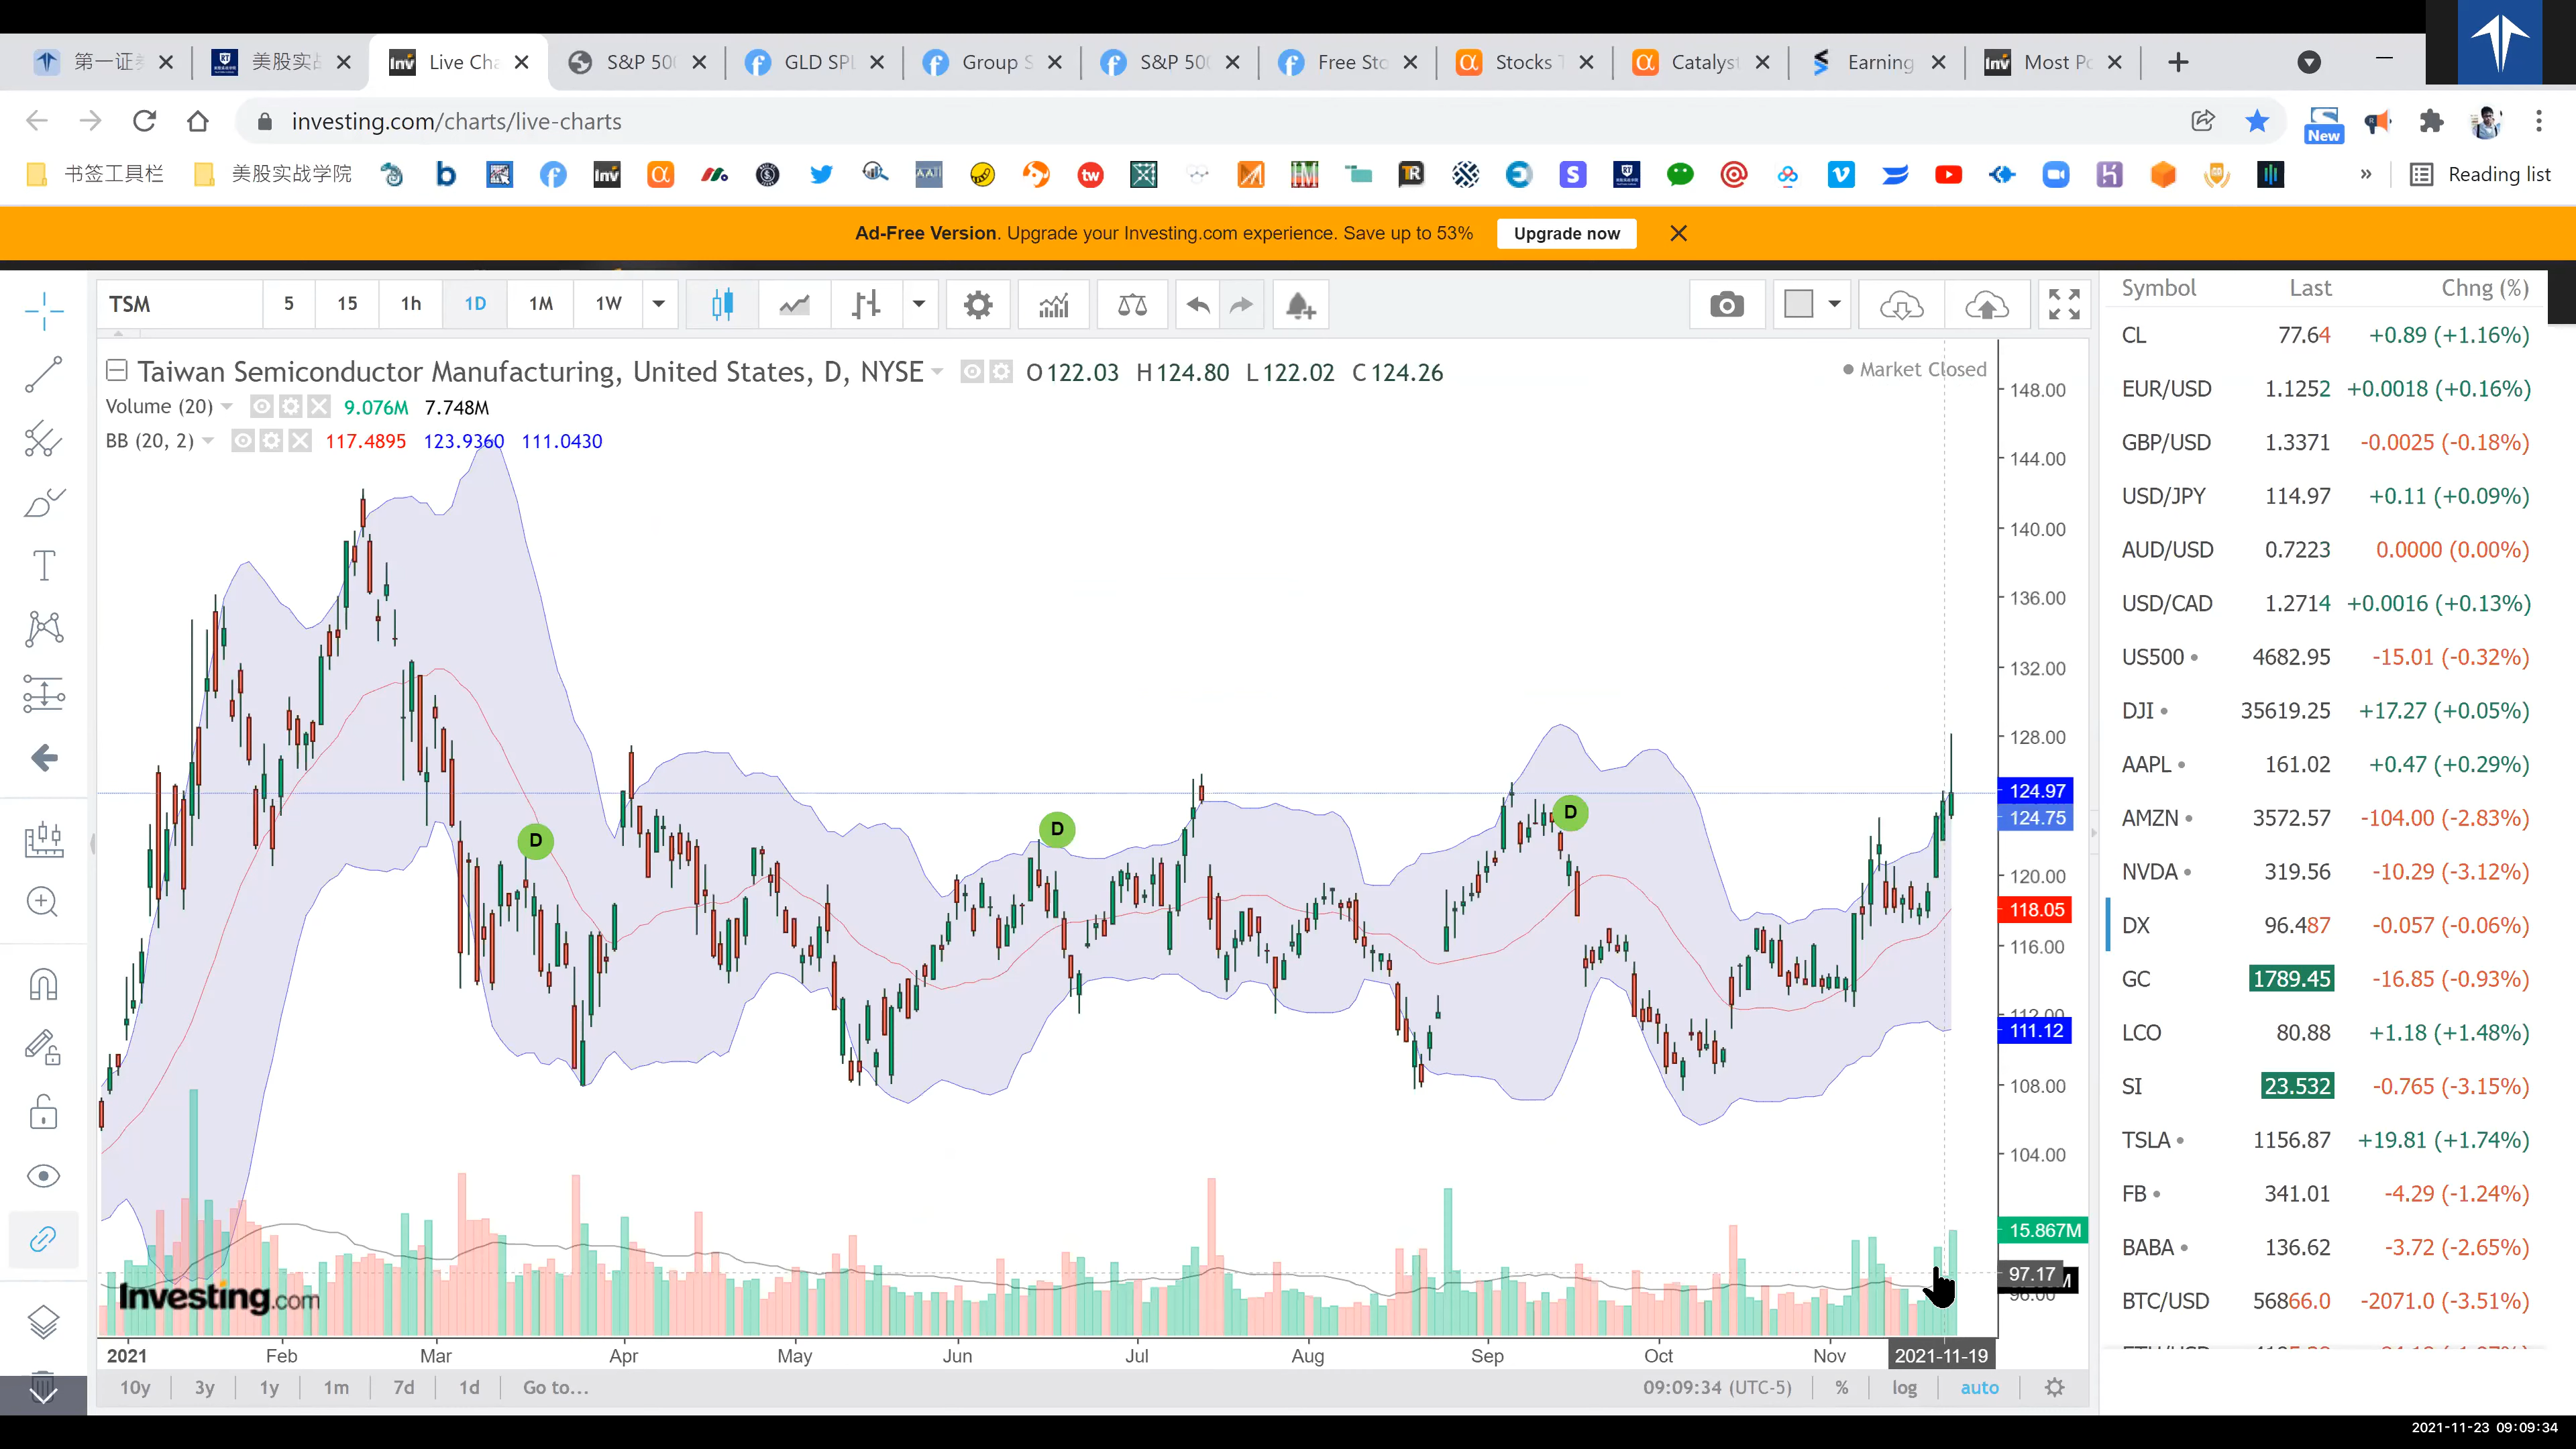 第一证
美股实战
Live Cha
S&P 500
GLD SPD
Group S
S&P 500
Free Sto
Stocks T
Catalyst
Earning
Most Po
investing.com/charts/live-charts
New
书签工具栏
美股实战学院
Reading list
Ad-Free Version. Upgrade your Investing.com experience. Save up to 53%
Upgrade now
TSM
5
15
1h
1D
1M
1W
Taiwan Semiconductor Manufacturing, United States, D, NYSE
O122.03 H124.80 L122.02 C124.26
Market Closed
Volume (20) 9.076M 7.748M
BB (20, 2) 117.4895 123.9360 111.0430
148.00
144.00
140.00
136.00
132.00
128.00
124.97
124.75
120.00
118.05
116.00
112.00
111.12
108.00
104.00
15.867M
97.17
96.00
D
D
D
Investing.com
2021 Feb Mar Apr May Jun Jul Aug Sep Oct Nov 2021-11-19
10y 3y 1y 1m 7d 1d Go to...
09:09:34 (UTC-5) % log auto
Symbol Last Chng (%)
CL 77.64 +0.89 (+1.16%)
EUR/USD 1.1252 +0.0018 (+0.16%)
GBP/USD 1.3371 -0.0025 (-0.18%)
USD/JPY 114.97 +0.11 (+0.09%)
AUD/USD 0.7223 0.0000 (0.00%)
USD/CAD 1.2714 +0.0016 (+0.13%)
US500 4682.95 -15.01 (-0.32%)
DJI 35619.25 +17.27 (+0.05%)
AAPL 161.02 +0.47 (+0.29%)
AMZN 3572.57 -104.00 (-2.83%)
NVDA 319.56 -10.29 (-3.12%)
DX 96.487 -0.057 (-0.06%)
GC 1789.45 -16.85 (-0.93%)
LCO 80.88 +1.18 (+1.48%)
SI 23.532 -0.765 (-3.15%)
TSLA 1156.87 +19.81 (+1.74%)
FB 341.01 -4.29 (-1.24%)
BABA 136.62 -3.72 (-2.65%)
BTC/USD 56866.0 -2071.0 (-3.51%)
2021-11-23 09:09:34